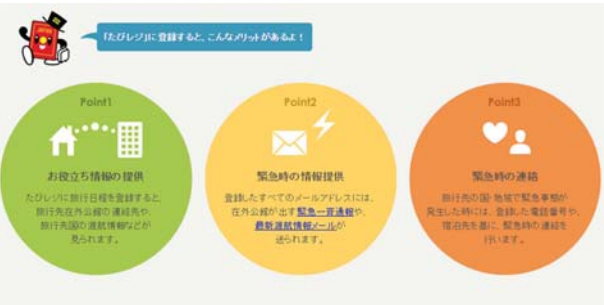 「たびレジ」に登録すると、こんなメリットがあるよ！
Point1
お役立ち情報の提供
たびレジに旅行日程を登録すると、
旅行先在外公館の連絡先や、
旅行先国の渡航情報などが
見られます。
Point2
緊急時の情報提供
登録したすべてのメールアドレスには、
在外公館が出す緊急一斉通報や、
最新渡航情報メールが
送られます。
Point3
緊急時の連絡
旅行先の国・地域で緊急事態が
発生した時には、登録した電話番号や、
宿泊先を基に、緊急時の連絡を
行います。